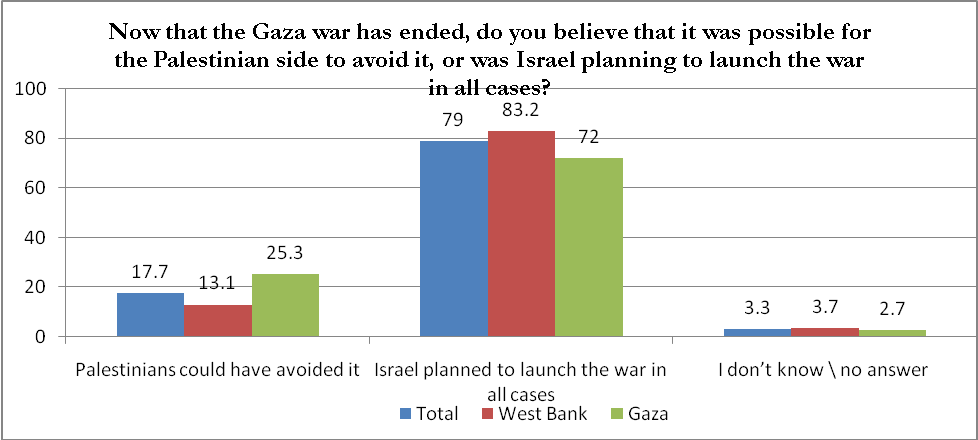 Now that the Gaza war has ended, do you believe that it was possible for
the Palestinian side to avoid it, or was Israel planning to launch the war
in all cases?
100
80
60
40
20
0
17.7
13.1
25.3
79
83.2
72
3.3
3.7
2.7
Palestinians could have avoided it
Israel planned to launch the war in
all cases
I don't know \ no answer
Total
West Bank
Gaza